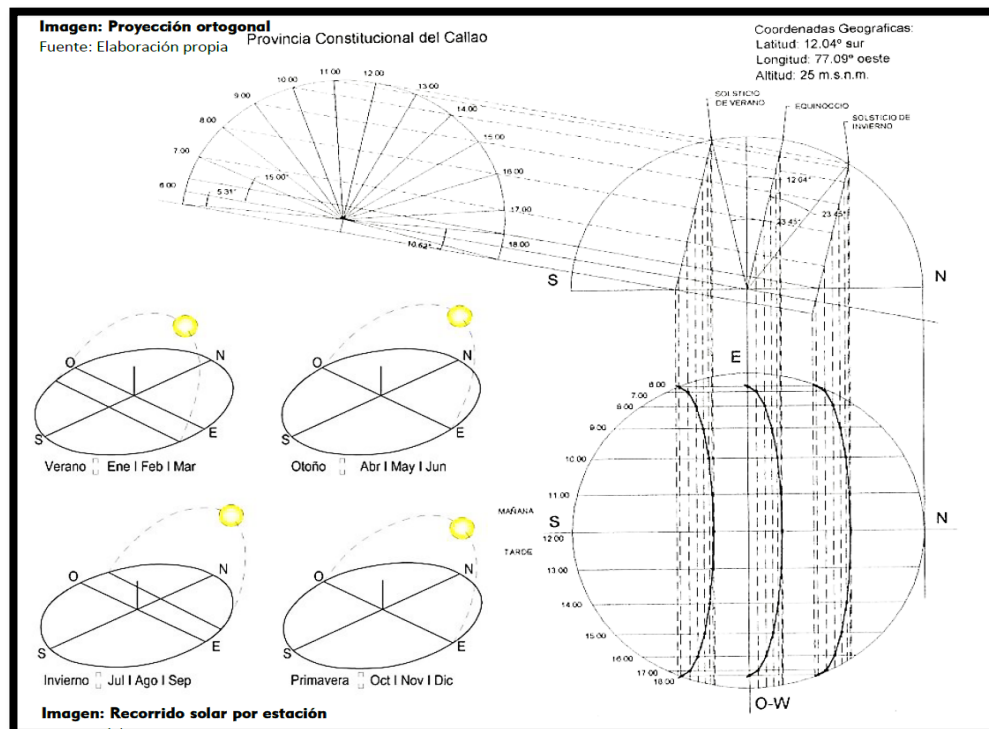 Imagen: Proyección ortogonal
Fuente: Elaboración propia
Provincia Constitucional del Callao
Coordenadas Geograficas:
Latitud: 12.04º sur
Longitud: 77.09º oeste
Altitud: 25 m.s.n.m.
6.00
7.00
8.00
9.00
10.00
11.00
12.00
13.00
14.00
15.00
16.00
17.00
18.00
5.31°
15.00°
10.62°
SOLSTICIO
DE VERANO
EQUINOCCIO
SOLSTICIO DE
INVIERNO
12.04°
23.45°
23.45°
S
N
E
6.00
7.00
8.00
9.00
10.00
11.00
MAÑANA
S
N
12.00
TARDE
13.00
14.00
15.00
16.00
17.00
18.00
O-W
O
N
S
E
Verano Ene I Feb I Mar
O
N
S
E
Otoño Abr I May I Jun
O
N
S
E
Invierno Jul I Ago I Sep
O
N
S
E
Primavera Oct I Nov I Dic
Imagen: Recorrido solar por estación